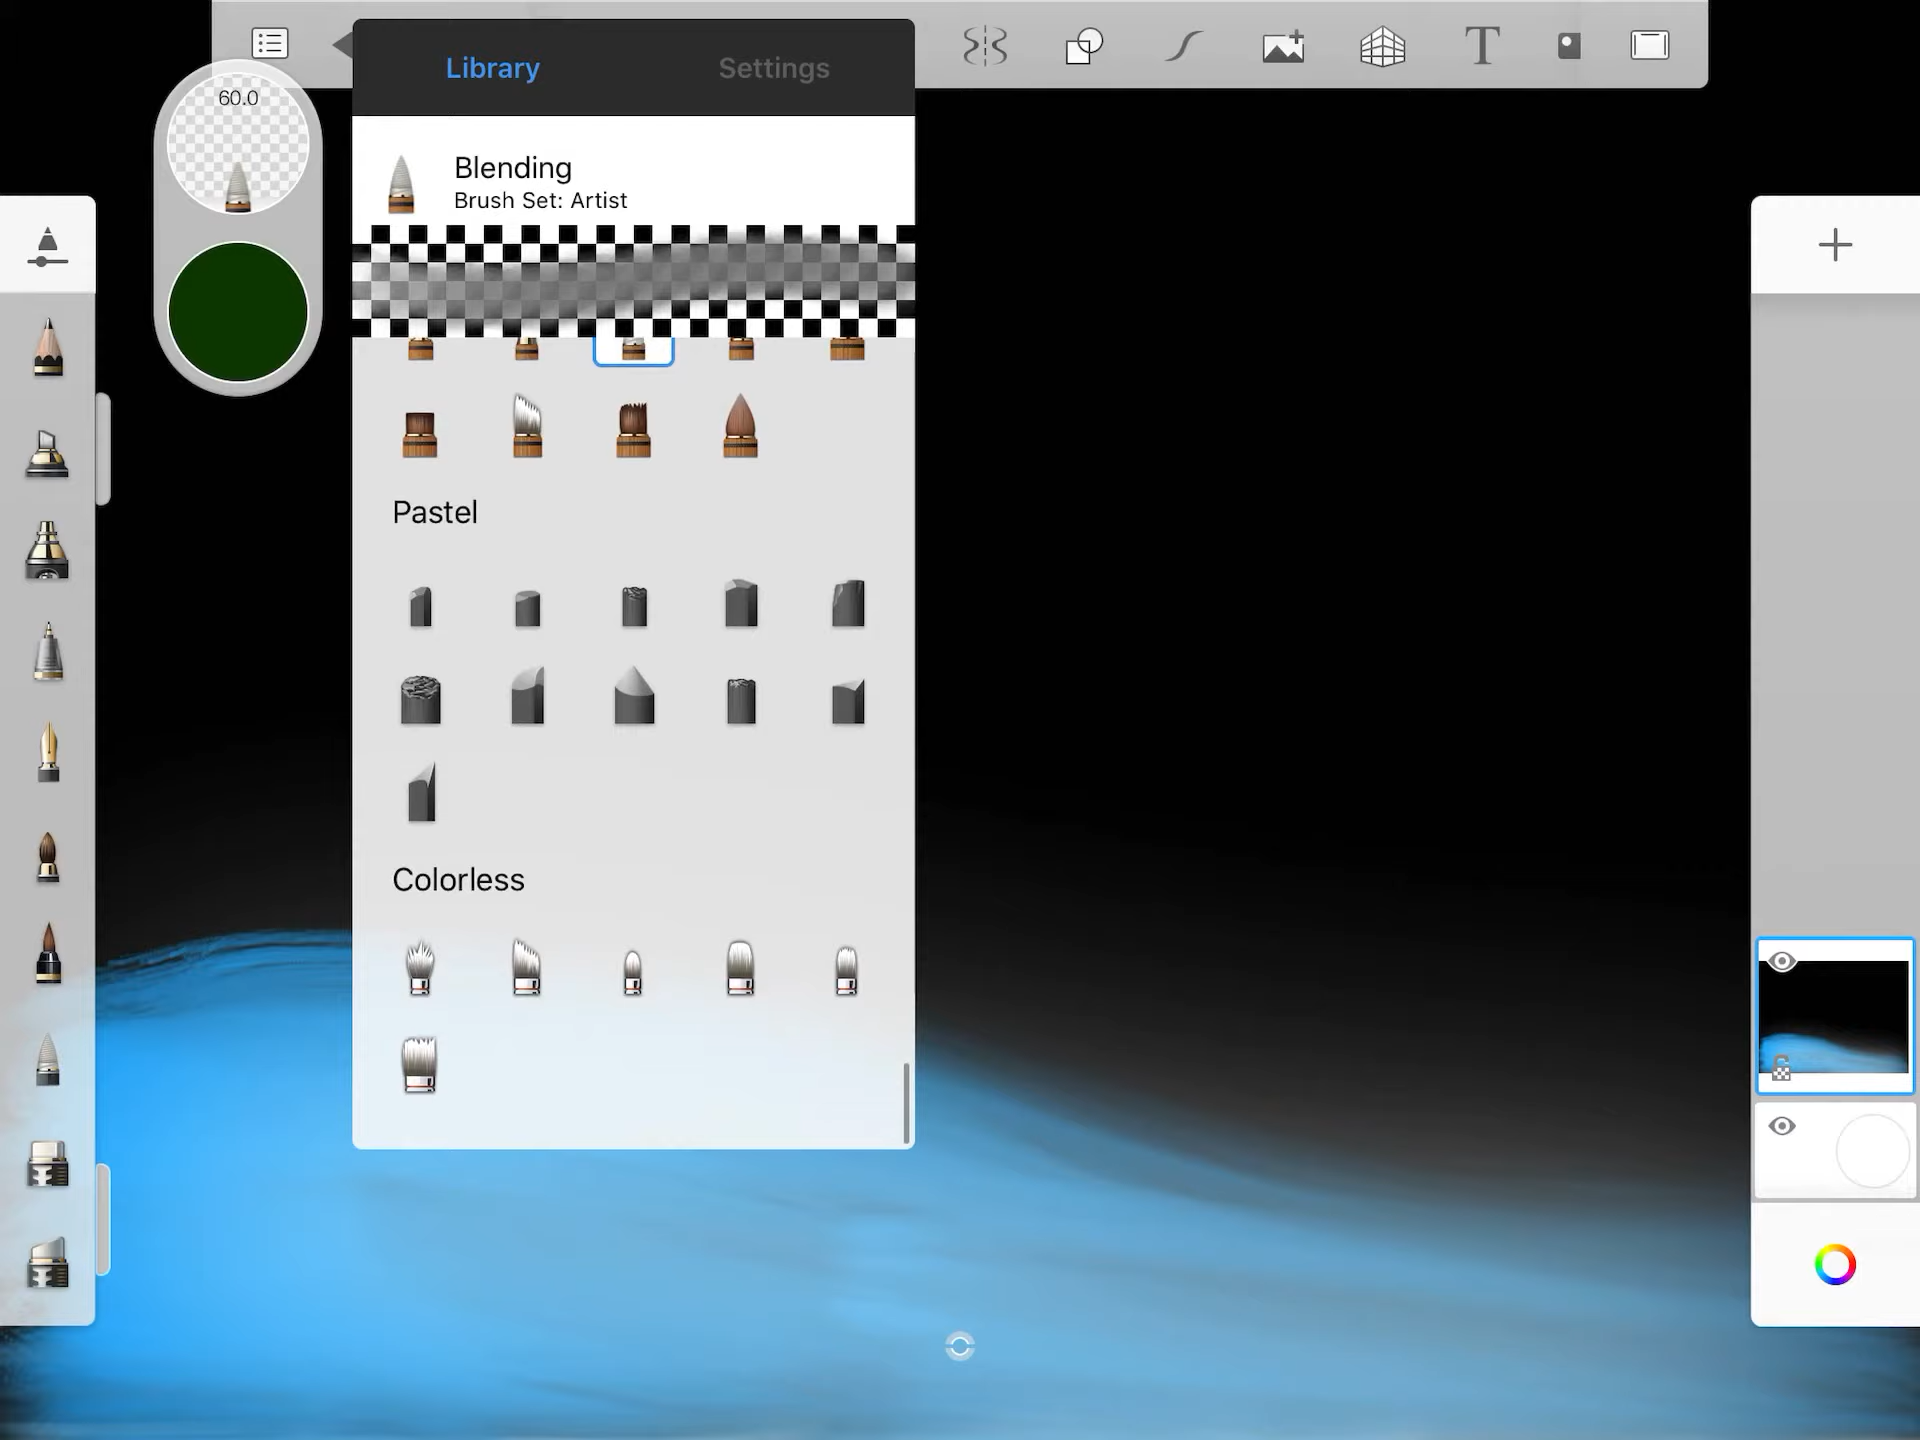 Library
Settings
T
60.0
Blending
Brush Set: Artist
Pastel
Colorless